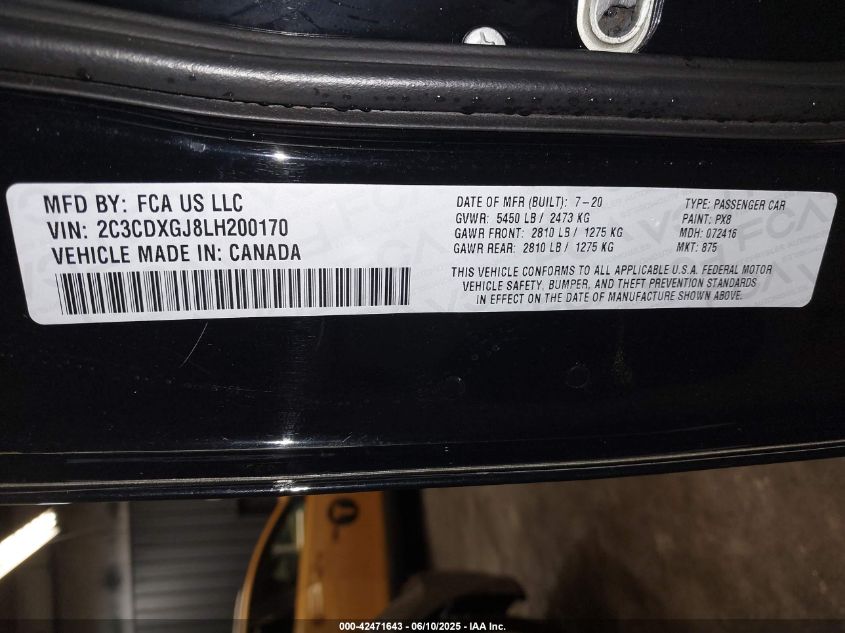 MFD BY: FCA US LLC
VIN: 2C3CDXGJ8LH200170
VEHICLE MADE IN: CANADA
DATE OF MFR (BUILT): 7-20
GVWR: 5450 LB / 2473 KG
GAWR FRONT: 2810 LB / 1275 KG
GAWR REAR: 2810 LB / 1275 KG
TYPE: PASSENGER CAR
PAINT: PX8
MDH: 072416
MKT: 875
THIS VEHICLE CONFORMS TO ALL APPLICABLE U.S.A. FEDERAL MOTOR
VEHICLE SAFETY, BUMPER, AND THEFT PREVENTION STANDARDS
IN EFFECT ON THE DATE OF MANUFACTURE SHOWN ABOVE.
000-42471643 - 06/10/2025 - IAA Inc.